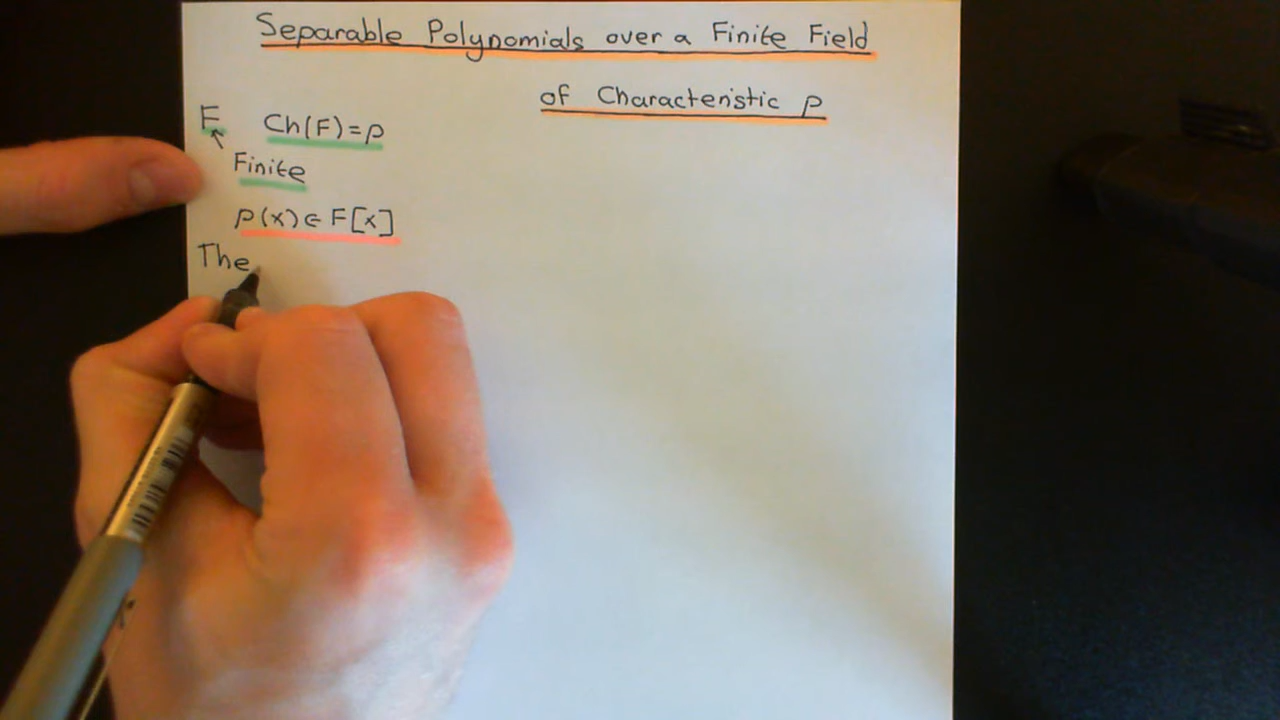 Separable Polynomials over a Finite Field
of Characteristic p
F Ch(F)=p
Finite
p(x)∈F[x]
The